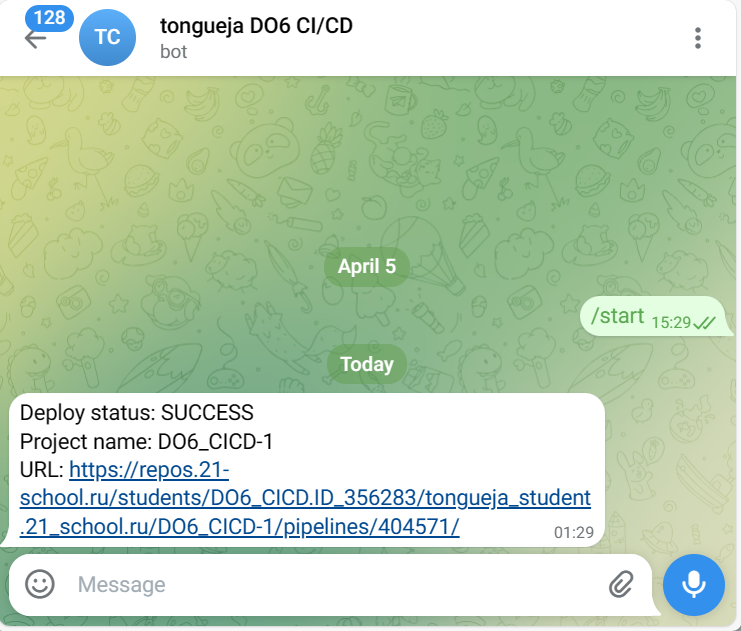 128
TC
tongueja DO6 CI/CD
bot
April 5
/start 15:29
Today
Deploy status: SUCCESS
Project name: DO6_CICD-1
URL: https://repos.21-
school.ru/students/DO6_CICD.ID_356283/tongueja_student
.21_school.ru/DO6_CICD-1/pipelines/404571/
01:29
Message